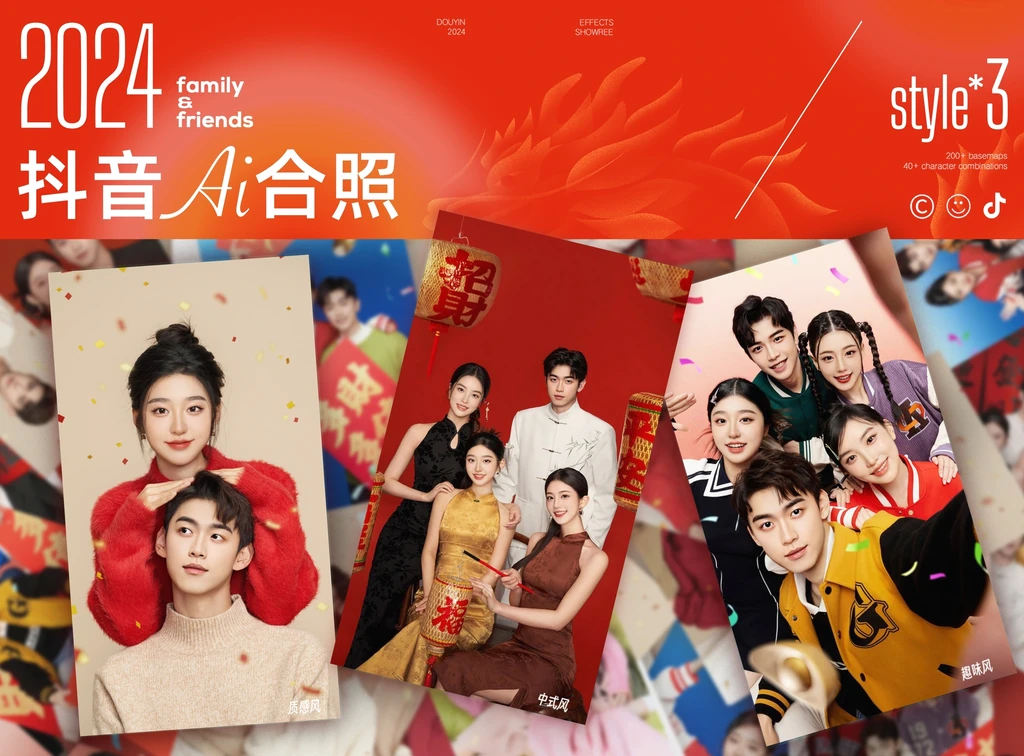 2024
family
&
friends
抖音Ai合照
DOUYIN
2024
EFFECTS
SHOWREE
style*3
200+ basemaps
40+ character combinations
©
招
財
福
质感风
中式风
趣味风